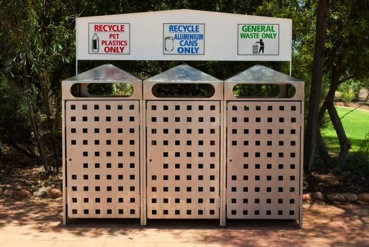 RECYCLE
PET
PLASTICS
ONLY
RECYCLE
ALUMINIUM
CANS
ONLY
GENERAL
WASTE ONLY